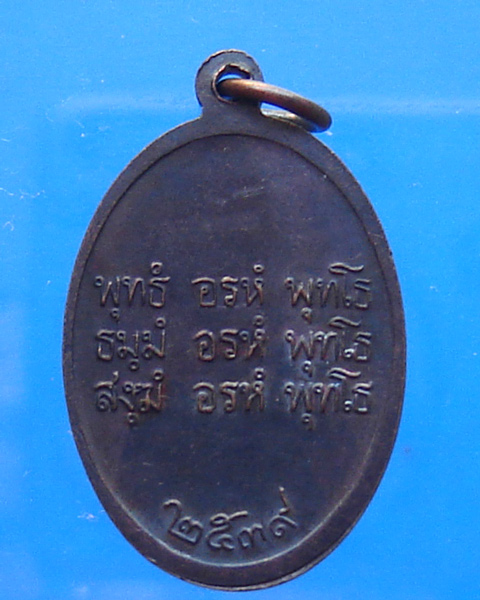 พุทธํ อรหํ พุทโธ
ธมฺมํ อรหํ พุทโธ
สงฺฆํ อรหํ พุทโธ
๒๕๓๙